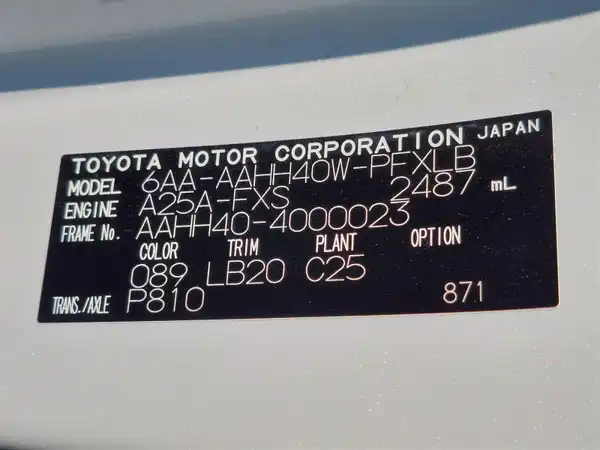 TOYOTA MOTOR CORPORATION JAPAN
MODEL 6AA-AAHH40W-PFXLB
ENGINE A25A-FXS 2487 mL
FRAME No. AAHH40-4000023
COLOR TRIM PLANT OPTION
089 LB20 C25
TRANS./AXLE P810 871